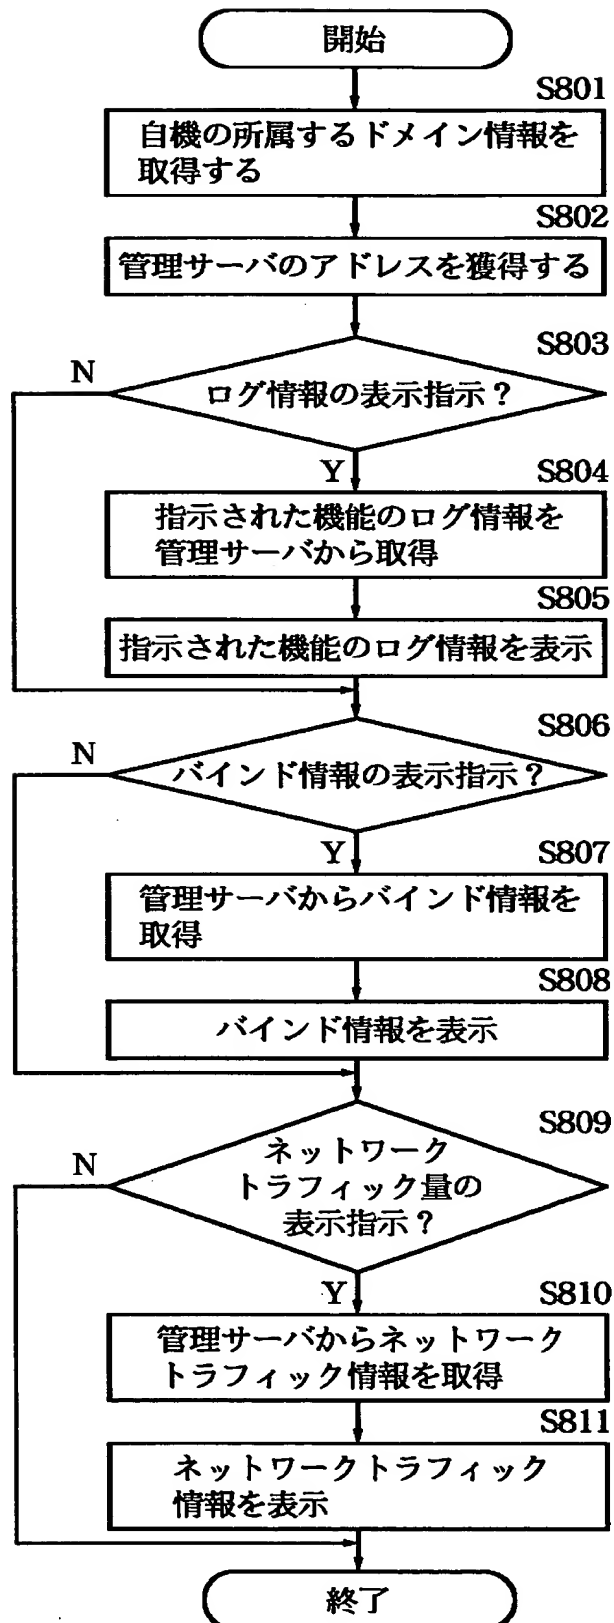 開始
S801
自機の所属するドメイン情報を
取得する
S802
管理サーバのアドレスを獲得する
S803
N
ログ情報の表示指示？
Y
S804
指示された機能のログ情報を
管理サーバから取得
S805
指示された機能のログ情報を表示
S806
N
バインド情報の表示指示？
Y
S807
管理サーバからバインド情報を
取得
S808
バインド情報を表示
S809
N
ネットワーク
トラフィック量の
表示指示？
Y
S810
管理サーバからネットワーク
トラフィック情報を取得
S811
ネットワークトラフィック
情報を表示
終了